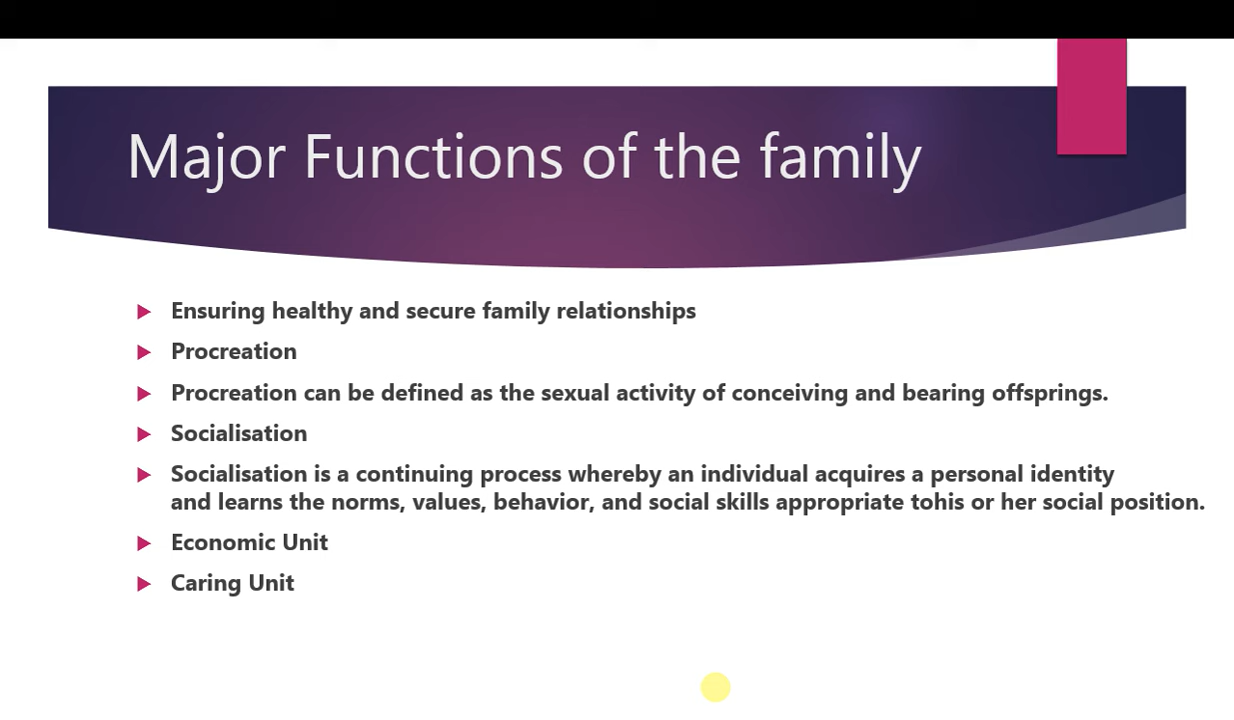 Major Functions of the family
Ensuring healthy and secure family relationships
Procreation
Procreation can be defined as the sexual activity of conceiving and bearing offsprings.
Socialisation
Socialisation is a continuing process whereby an individual acquires a personal identity
and learns the norms, values, behavior, and social skills appropriate tohis or her social position.
Economic Unit
Caring Unit